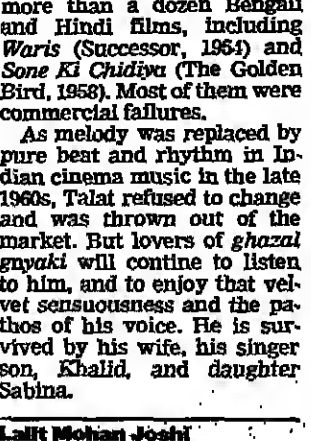 more than a dozen Bengali
and Hindi films, including
Waris (Successor, 1954) and
Sone Ki Chidiya (The Golden
Bird, 1958). Most of them were
commercial failures.
As melody was replaced by
pure beat and rhythm in In-
dian cinema music in the late
1960s, Talat refused to change
and was thrown out of the
market. But lovers of ghazal
gnyaki will contine to listen
to him, and to enjoy that vel-
vet sensuousness and the pa-
thos of his voice. He is sur-
vived by his wife, his singer
son, Khalid, and daughter
Sabina.
Lalit Mohan Joshi